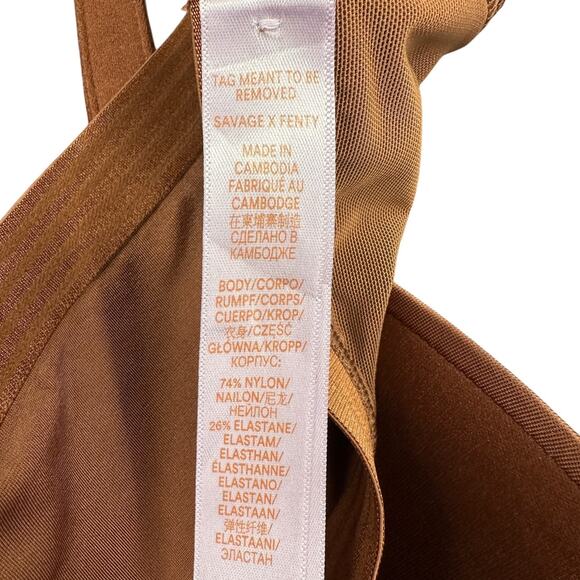 TAG MEANT TO BE
REMOVED
SAVAGE X FENTY
MADE IN
CAMBODIA
FABRIQUÉ AU
CAMBODGE
在柬埔寨制造
СДЕЛАНО В
КАМБОДЖЕ
BODY/CORPO/
RUMPF/CORPS/
CUERPO/KROP/
衣身/CZĘŚĆ
GŁÓWNA/KROPP/
КОРПУС:
74% NYLON/
NAILON/尼龙/
НЕЙЛОН
26% ELASTANE/
ELASTAM/
ELASTHAN/
ÉLASTHANNE/
ELASTANO/
ELASTAN/
ELASTAAN/
弹性纤维/
ELASTAANI/
ЭЛАСТАН